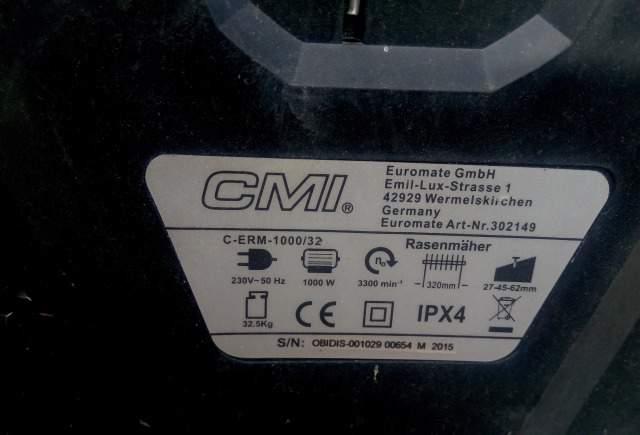 CMI®
Euromate GmbH
Emil-Lux-Strasse 1
42929 Wermelskirchen
Germany
Euromate Art-Nr.302149
C-ERM-1000/32
Rasenmäher
230V~50 Hz
1000 W
n₀
3300 min⁻¹
320mm
27-45-62mm
32.5Kg
CE
IPX4
S/N: OBIDIS-001029 00654 M 2015